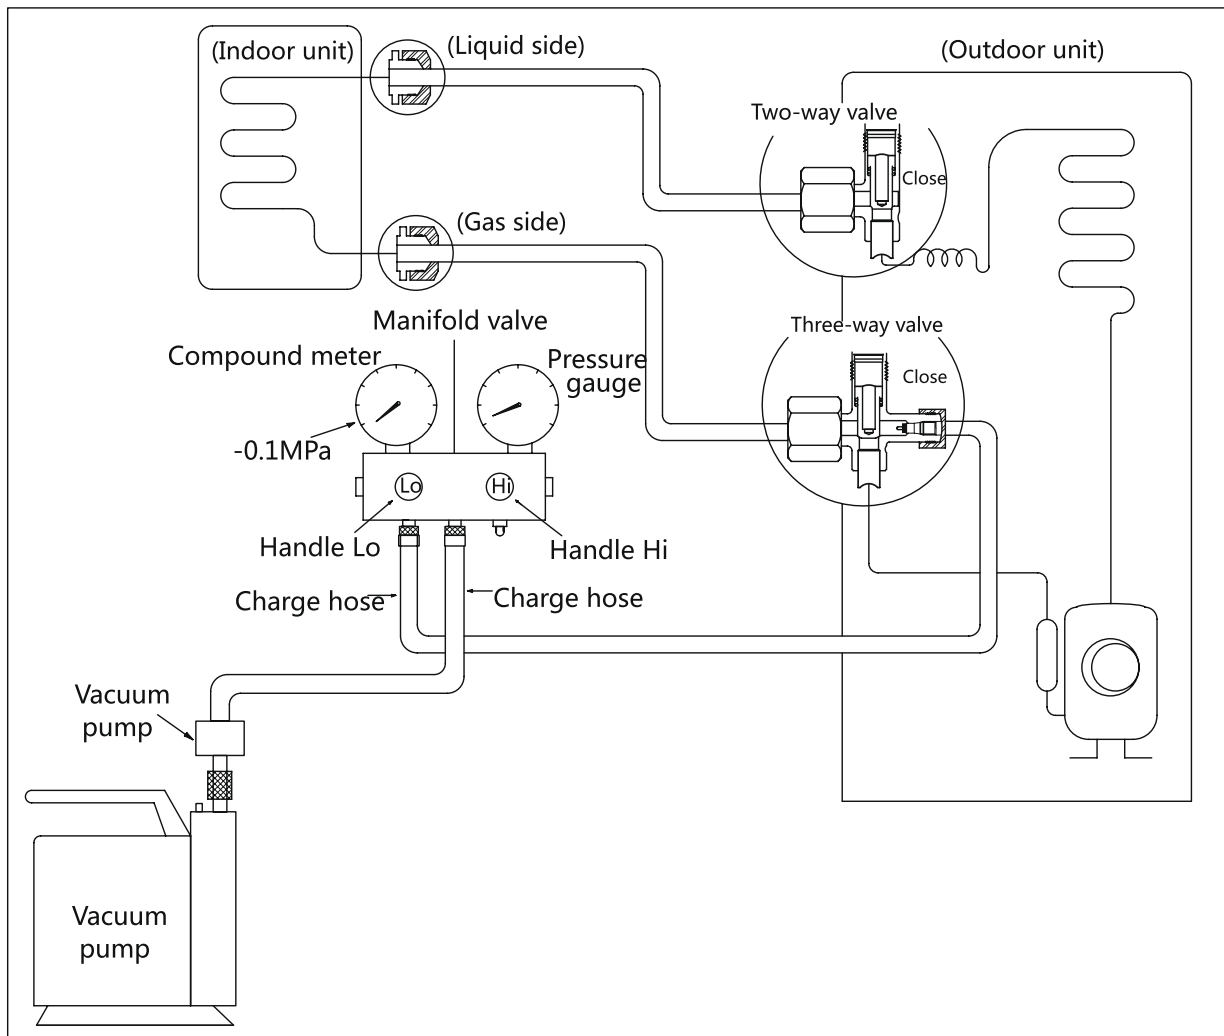 (Indoor unit)
(Liquid side)
(Outdoor unit)
Two-way valve
Close
(Gas side)
Manifold valve
Three-way valve
Compound meter
Pressure
gauge
Close
-0.1MPa
Lo
Hi
Handle Lo
Handle Hi
Charge hose
Charge hose
Vacuum
pump
Vacuum
pump